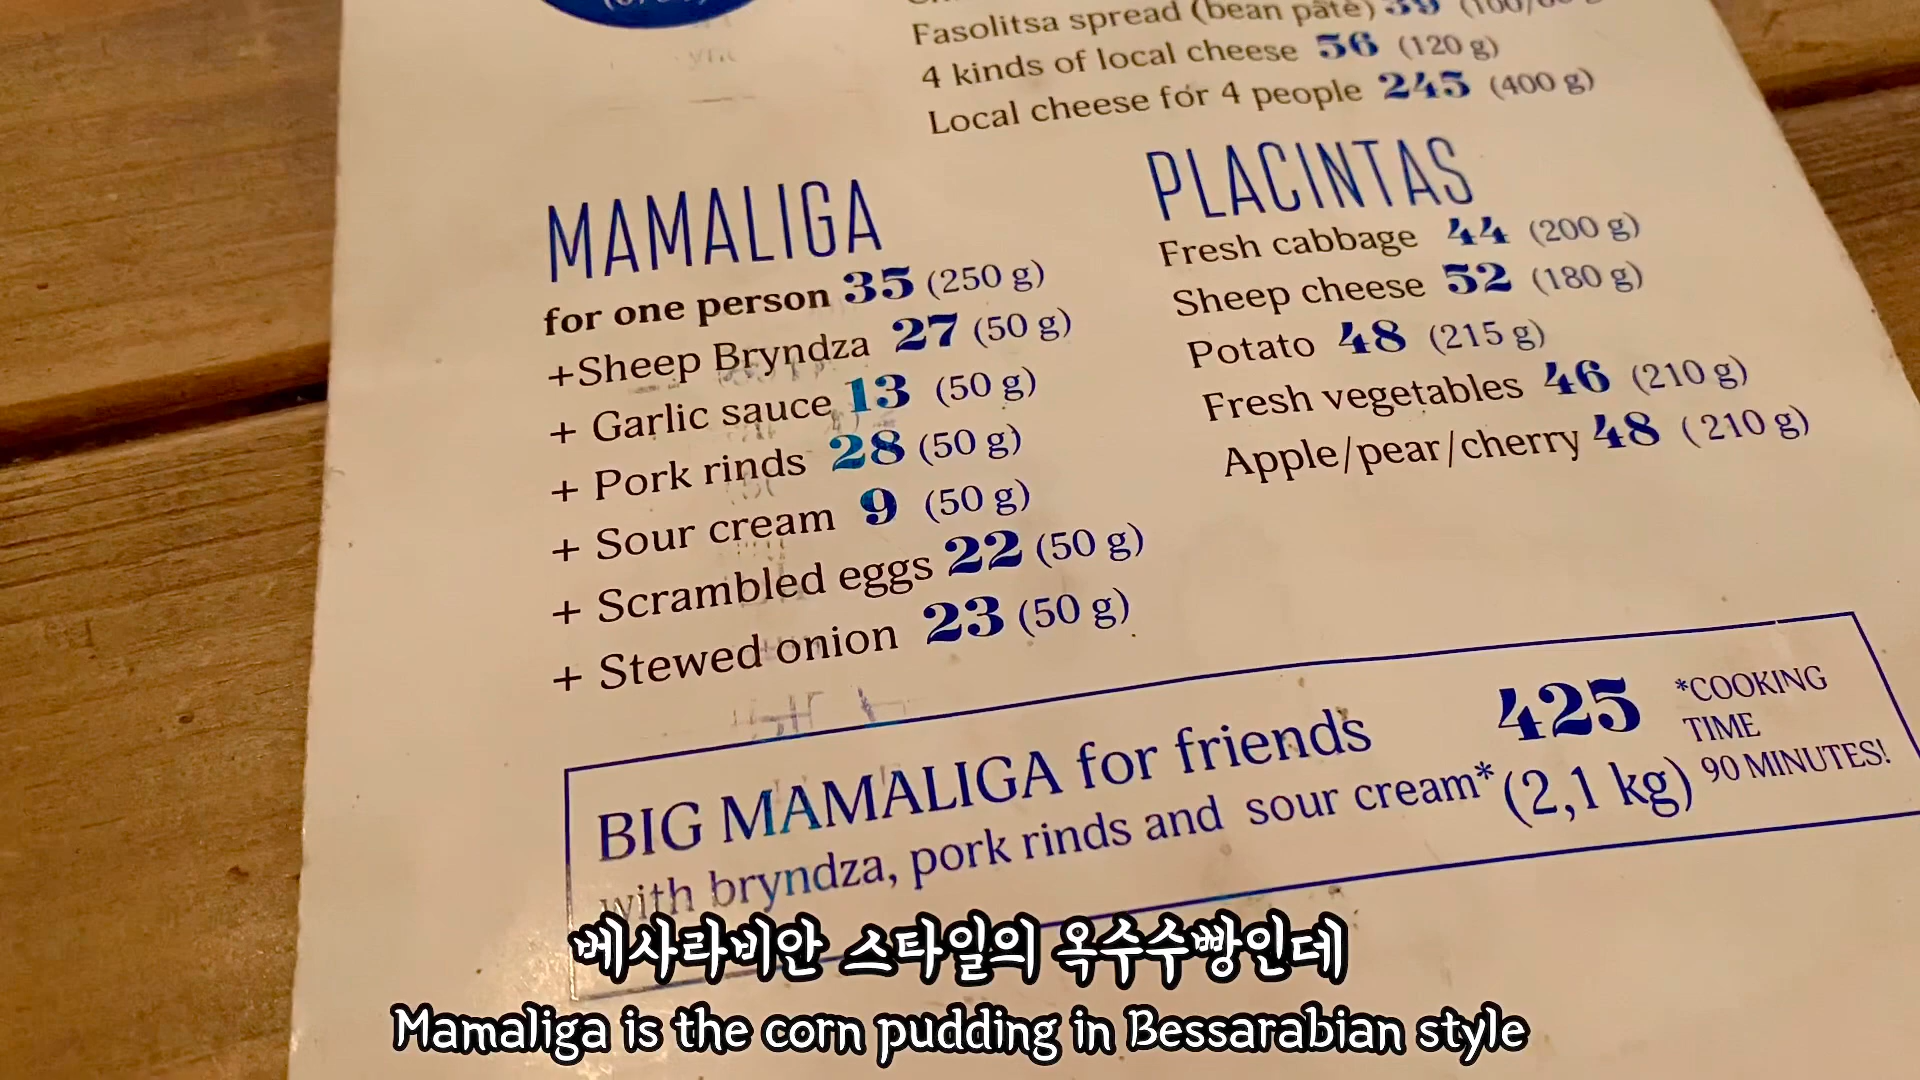 Fasolitsa spread (bean pâté) 39
4 kinds of local cheese 56 (120 g)
Local cheese for 4 people 245 (400 g)
MAMALIGA
for one person 35 (250 g)
+Sheep Bryndza 27 (50 g)
+ Garlic sauce 13 (50 g)
+ Pork rinds 28 (50 g)
+ Sour cream 9 (50 g)
+ Scrambled eggs 22 (50 g)
+ Stewed onion 23 (50 g)
PLACINTAS
Fresh cabbage 44 (200 g)
Sheep cheese 52 (180 g)
Potato 48 (215 g)
Fresh vegetables 46 (210 g)
Apple/pear/cherry 48 (210 g)
BIG MAMALIGA for friends 425
with bryndza, pork rinds and sour cream* (2,1 kg)
*COOKING
TIME
90 MINUTES!
베사라비안 스타일의 옥수수빵인데
Mamaliga is the corn pudding in Bessarabian style